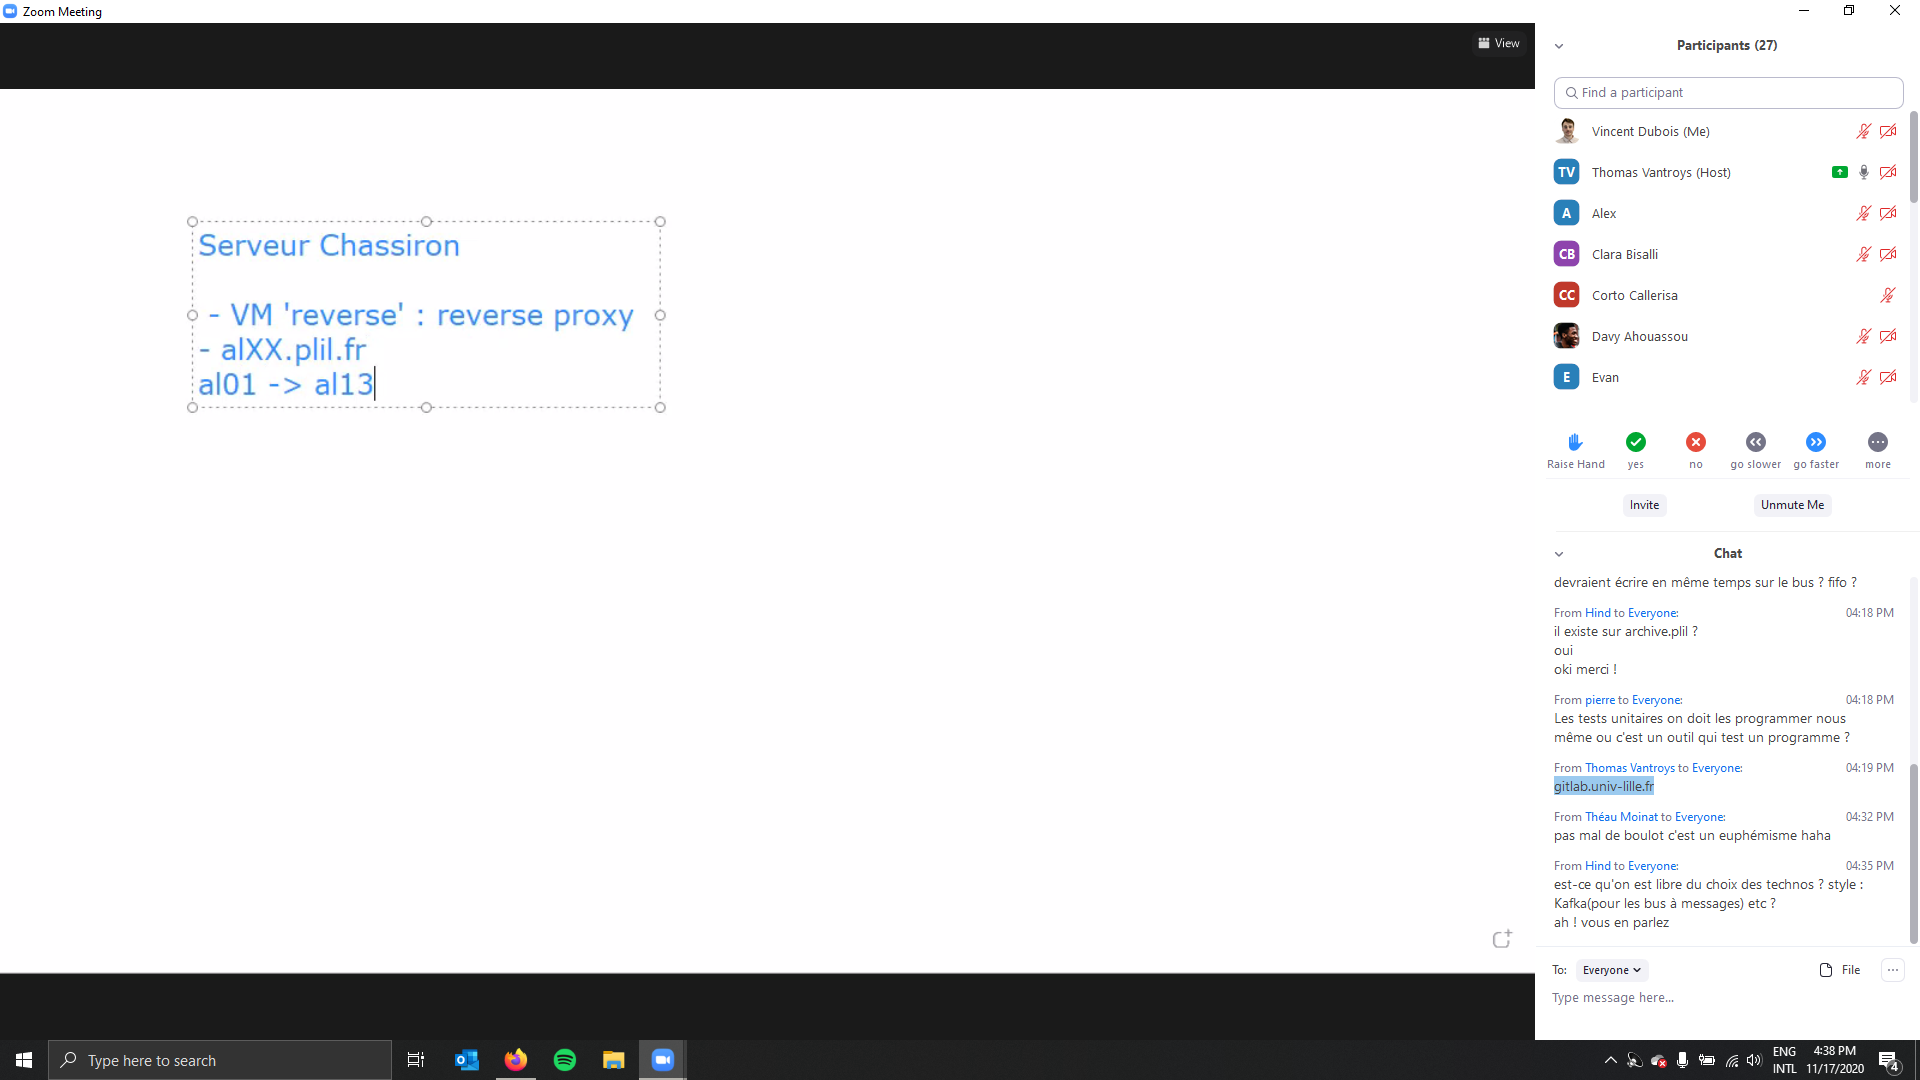 Zoom Meeting
View
Serveur Chassiron
- VM 'reverse' : reverse proxy
- alXX.plil.fr
al01 -> al13
Participants (27)
Find a participant
Vincent Dubois (Me)
TV Thomas Vantroys (Host)
A Alex
CB Clara Bisalli
CC Corto Callerisa
Davy Ahouassou
E Evan
Raise Hand yes no go slower go faster more
Invite Unmute Me
Chat
devraient écrire en même temps sur le bus ? fifo ?
From Hind to Everyone: 04:18 PM
il existe sur archive.plil ?
oui
oki merci !
From pierre to Everyone: 04:18 PM
Les tests unitaires on doit les programmer nous
même ou c'est un outil qui test un programme ?
From Thomas Vantroys to Everyone: 04:19 PM
gitlab.univ-lille.fr
From Théau Moinat to Everyone: 04:32 PM
pas mal de boulot c'est un euphémisme haha
From Hind to Everyone: 04:35 PM
est-ce qu'on est libre du choix des technos ? style :
Kafka(pour les bus à messages) etc ?
ah ! vous en parlez
To: Everyone File
Type message here...
Type here to search
ENG 4:38 PM
INTL 11/17/2020
4